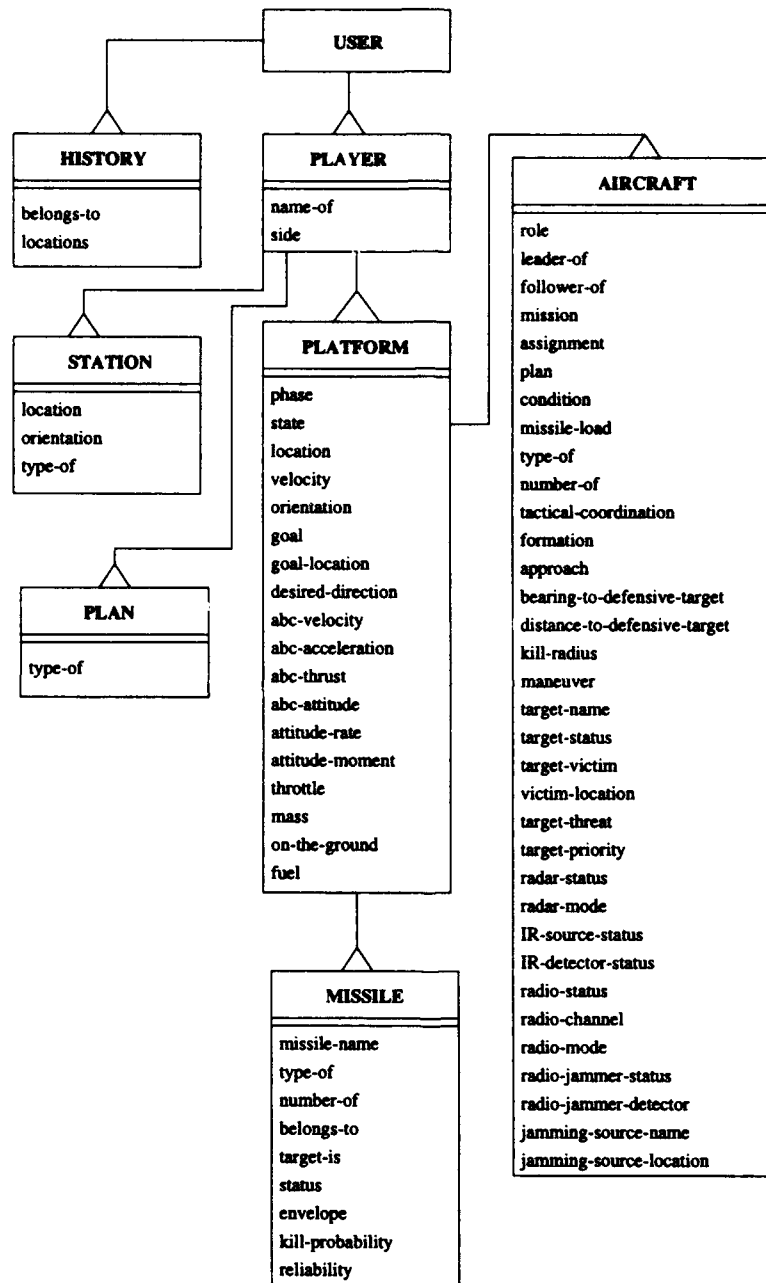 USER
HISTORY
belongs-to
locations
PLAYER
name-of
side
STATION
location
orientation
type-of
PLAN
type-of
PLATFORM
phase
state
location
velocity
orientation
goal
goal-location
desired-direction
abc-velocity
abc-acceleration
abc-thrust
abc-attitude
attitude-rate
attitude-moment
throttle
mass
on-the-ground
fuel
MISSILE
missile-name
type-of
number-of
belongs-to
target-is
status
envelope
kill-probability
reliability
AIRCRAFT
role
leader-of
follower-of
mission
assignment
plan
condition
missile-load
type-of
number-of
tactical-coordination
formation
approach
bearing-to-defensive-target
distance-to-defensive-target
kill-radius
maneuver
target-name
target-status
target-victim
victim-location
target-threat
target-priority
radar-status
radar-mode
IR-source-status
IR-detector-status
radio-status
radio-channel
radio-mode
radio-jammer-status
radio-jammer-detector
jamming-source-name
jamming-source-location